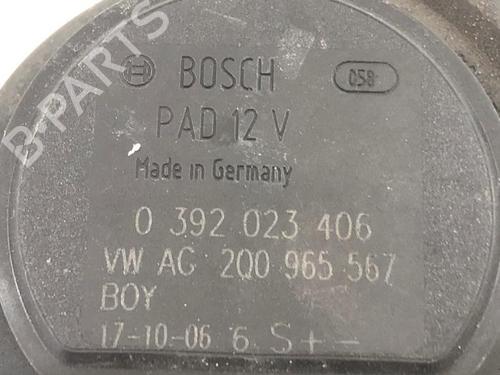 B-PARTS
BOSCH 058
PAD 12 V
Made in Germany
0 392 023 406
VW AG 2Q0 965 567
BOY
17-10-06 6 S + -